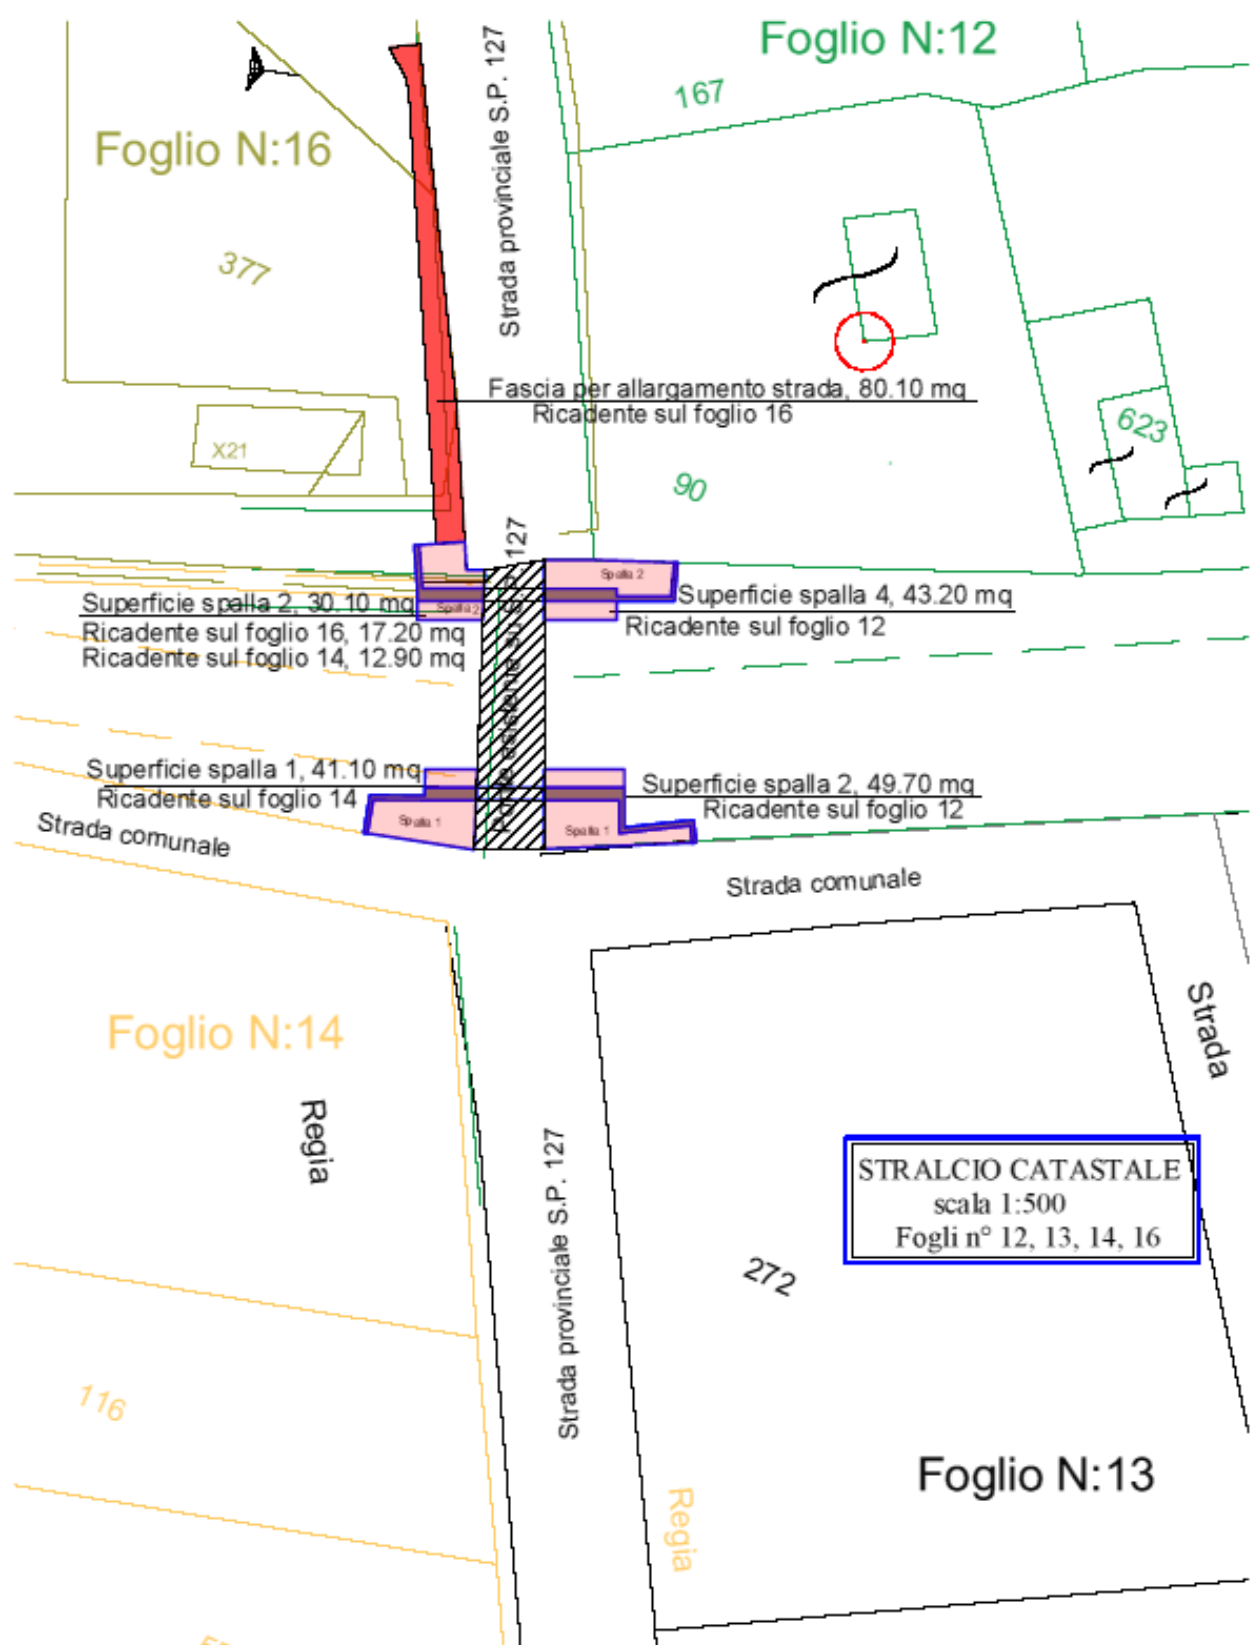 Foglio N:12
167
Strada provinciale S.P. 127
Foglio N:16
377
Fascia per allargamento strada, 80.10 mq
Ricadente sul foglio 16
623
X21
90
Spalla 2
Superficie spalla 2, 30.10 mq
Spalla 2
Superficie spalla 4, 43.20 mq
Ricadente sul foglio 16, 17.20 mq
Ricadente sul foglio 12
Ricadente sul foglio 14, 12.90 mq
127
Superficie spalla 1, 41.10 mq
Ricadente sul foglio 14
Superficie spalla 2, 49.70 mq
Ricadente sul foglio 12
Spalla 1
Spalla 1
Strada comunale
Strada comunale
Foglio N:14
Strada
Regia
STRALCIO CATASTALE
scala 1:500
Fogli n° 12, 13, 14, 16
Strada provinciale S.P. 127
272
116
Foglio N:13
Regia